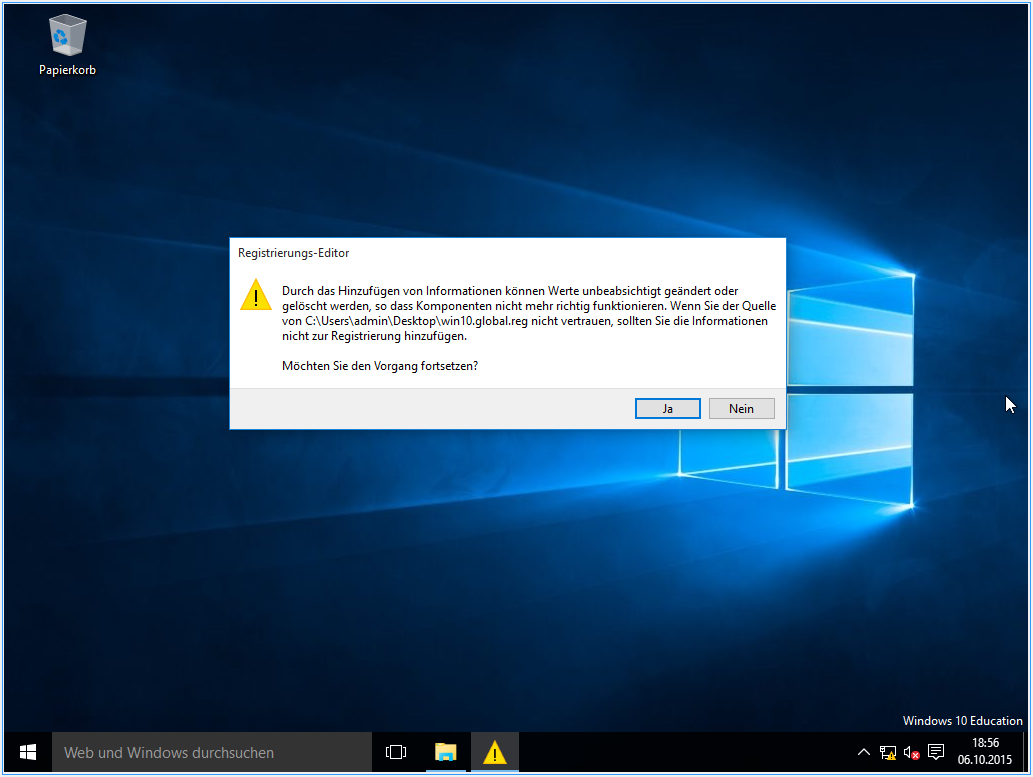 Papierkorb
Registrierungs-Editor
Durch das Hinzufügen von Informationen können Werte unbeabsichtigt geändert oder
gelöscht werden, so dass Komponenten nicht mehr richtig funktionieren. Wenn Sie der Quelle
von C:\Users\admin\Desktop\win10.global.reg nicht vertrauen, sollten Sie die Informationen
nicht zur Registrierung hinzufügen.
Möchten Sie den Vorgang fortsetzen?
Ja
Nein
Windows 10 Education
Web und Windows durchsuchen
18:56
06.10.2015